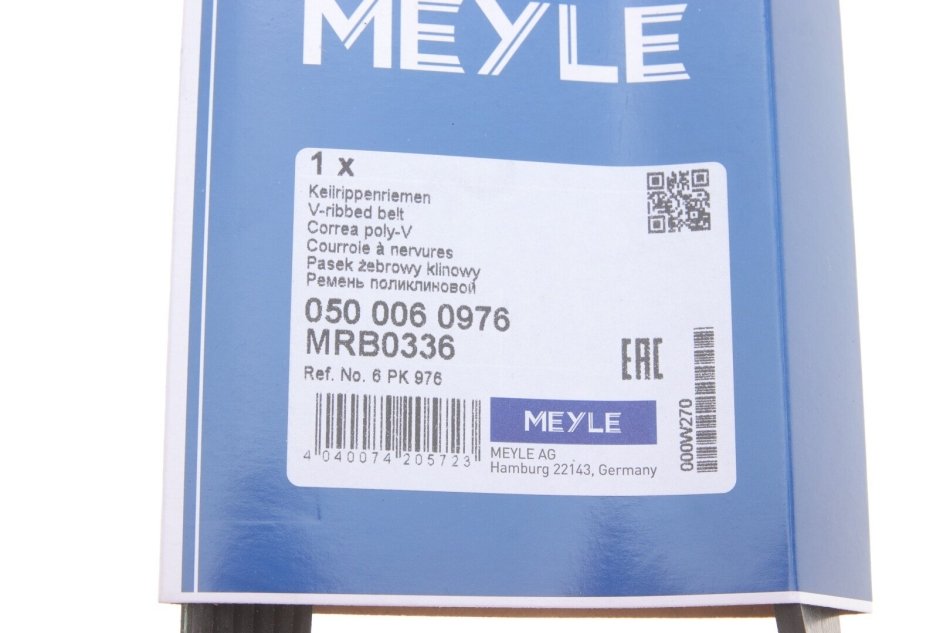 MEYLE
1 x
Keilrippenriemen
V-ribbed belt
Correa poly-V
Courroie à nervures
Pasek żebrowy klinowy
Ремень поликлиновой
050 006 0976
MRB0336
Ref. No. 6 PK 976
EAC
000W270
4 040074 205723
MEYLE
MEYLE AG
Hamburg 22143, Germany